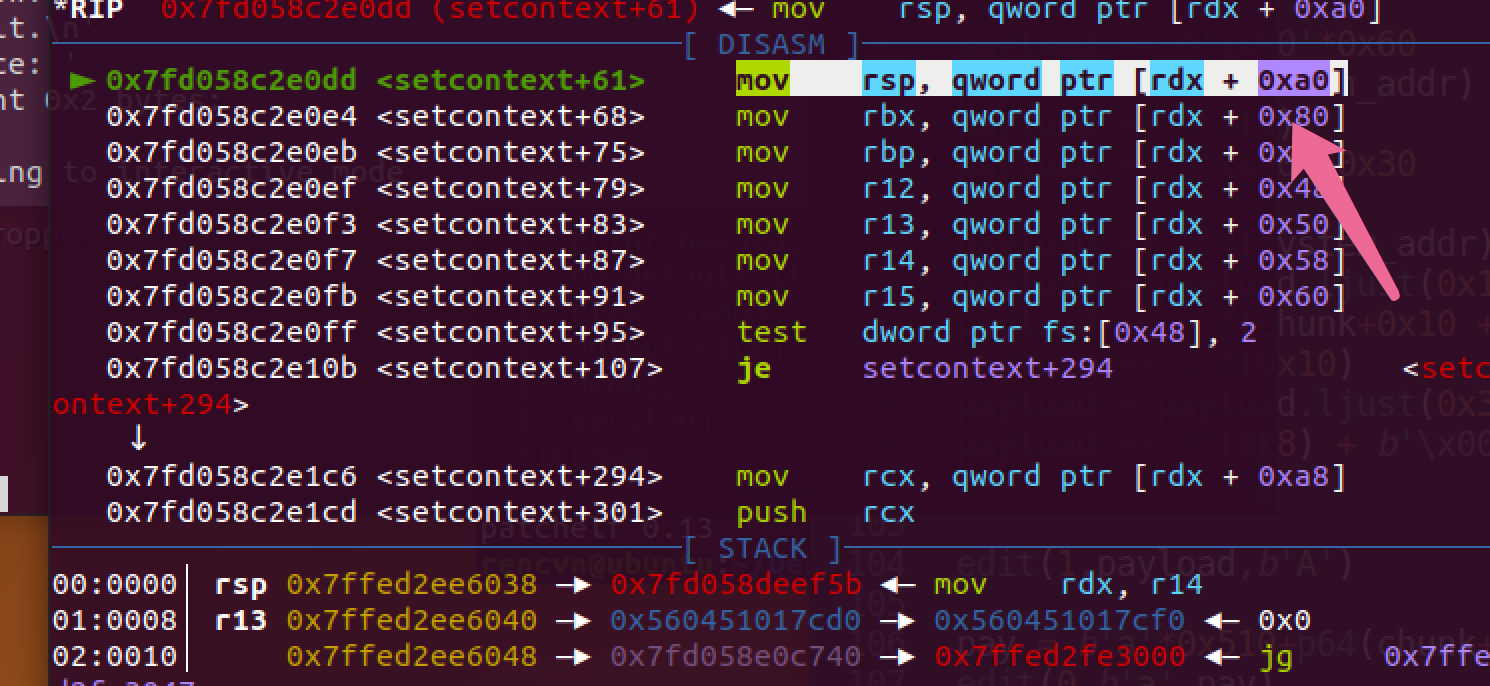 *RIP  0x7fd058c2e0dd (setcontext+61) ◂— mov    rsp, qword ptr [rdx + 0xa0]
[ DISASM ]
► 0x7fd058c2e0dd <setcontext+61>     mov    rsp, qword ptr [rdx + 0xa0]
0x7fd058c2e0e4 <setcontext+68>     mov    rbx, qword ptr [rdx + 0x80]
0x7fd058c2e0eb <setcontext+75>     mov    rbp, qword ptr [rdx +
0x7fd058c2e0ef <setcontext+79>     mov    r12, qword ptr [rdx + 0x48]
0x7fd058c2e0f3 <setcontext+83>     mov    r13, qword ptr [rdx + 0x50]
0x7fd058c2e0f7 <setcontext+87>     mov    r14, qword ptr [rdx + 0x58]
0x7fd058c2e0fb <setcontext+91>     mov    r15, qword ptr [rdx + 0x60]
0x7fd058c2e0ff <setcontext+95>     test   dword ptr fs:[0x48], 2
0x7fd058c2e10b <setcontext+107>    je     setcontext+294                <setc
ontext+294>
↓
0x7fd058c2e1c6 <setcontext+294>    mov    rcx, qword ptr [rdx + 0xa8]
0x7fd058c2e1cd <setcontext+301>    push   rcx
[ STACK ]
00:0000│ rsp 0x7ffed2ee6038 —▸ 0x7fd058deef5b ◂— mov    rdx, r14
01:0008│ r13 0x7ffed2ee6040 —▸ 0x560451017cd0 —▸ 0x560451017cf0 ◂— 0x0
02:0010│     0x7ffed2ee6048 —▸ 0x7fd058e0c740 —▸ 0x7ffed2fe3000 ◂— jg     0x7ffe